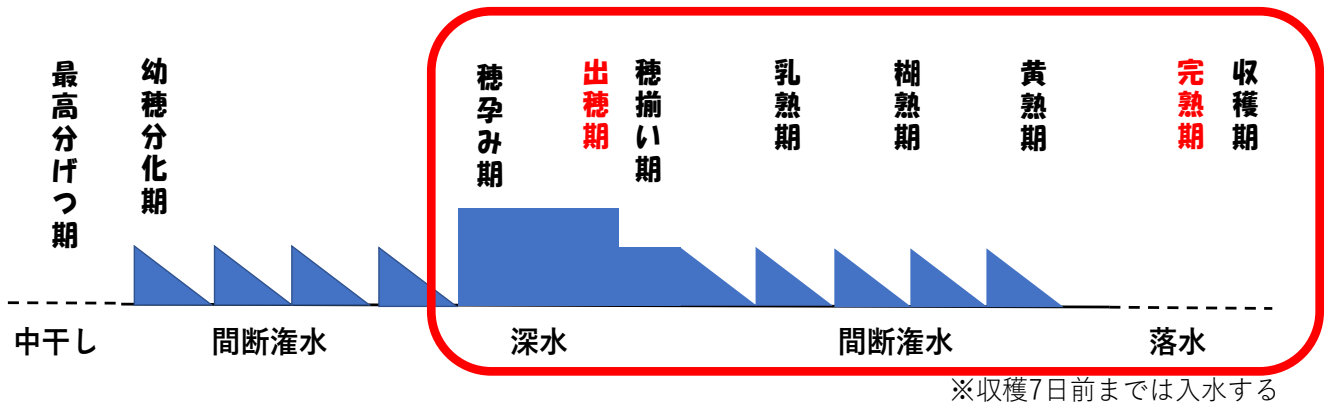 最高分げつ期
幼穂分化期
穂孕み期
出穂期
穂揃い期
乳熟期
糊熟期
黄熟期
完熟期
収穫期
中干し
間断潅水
深水
間断潅水
落水
※収穫7日前までは入水する